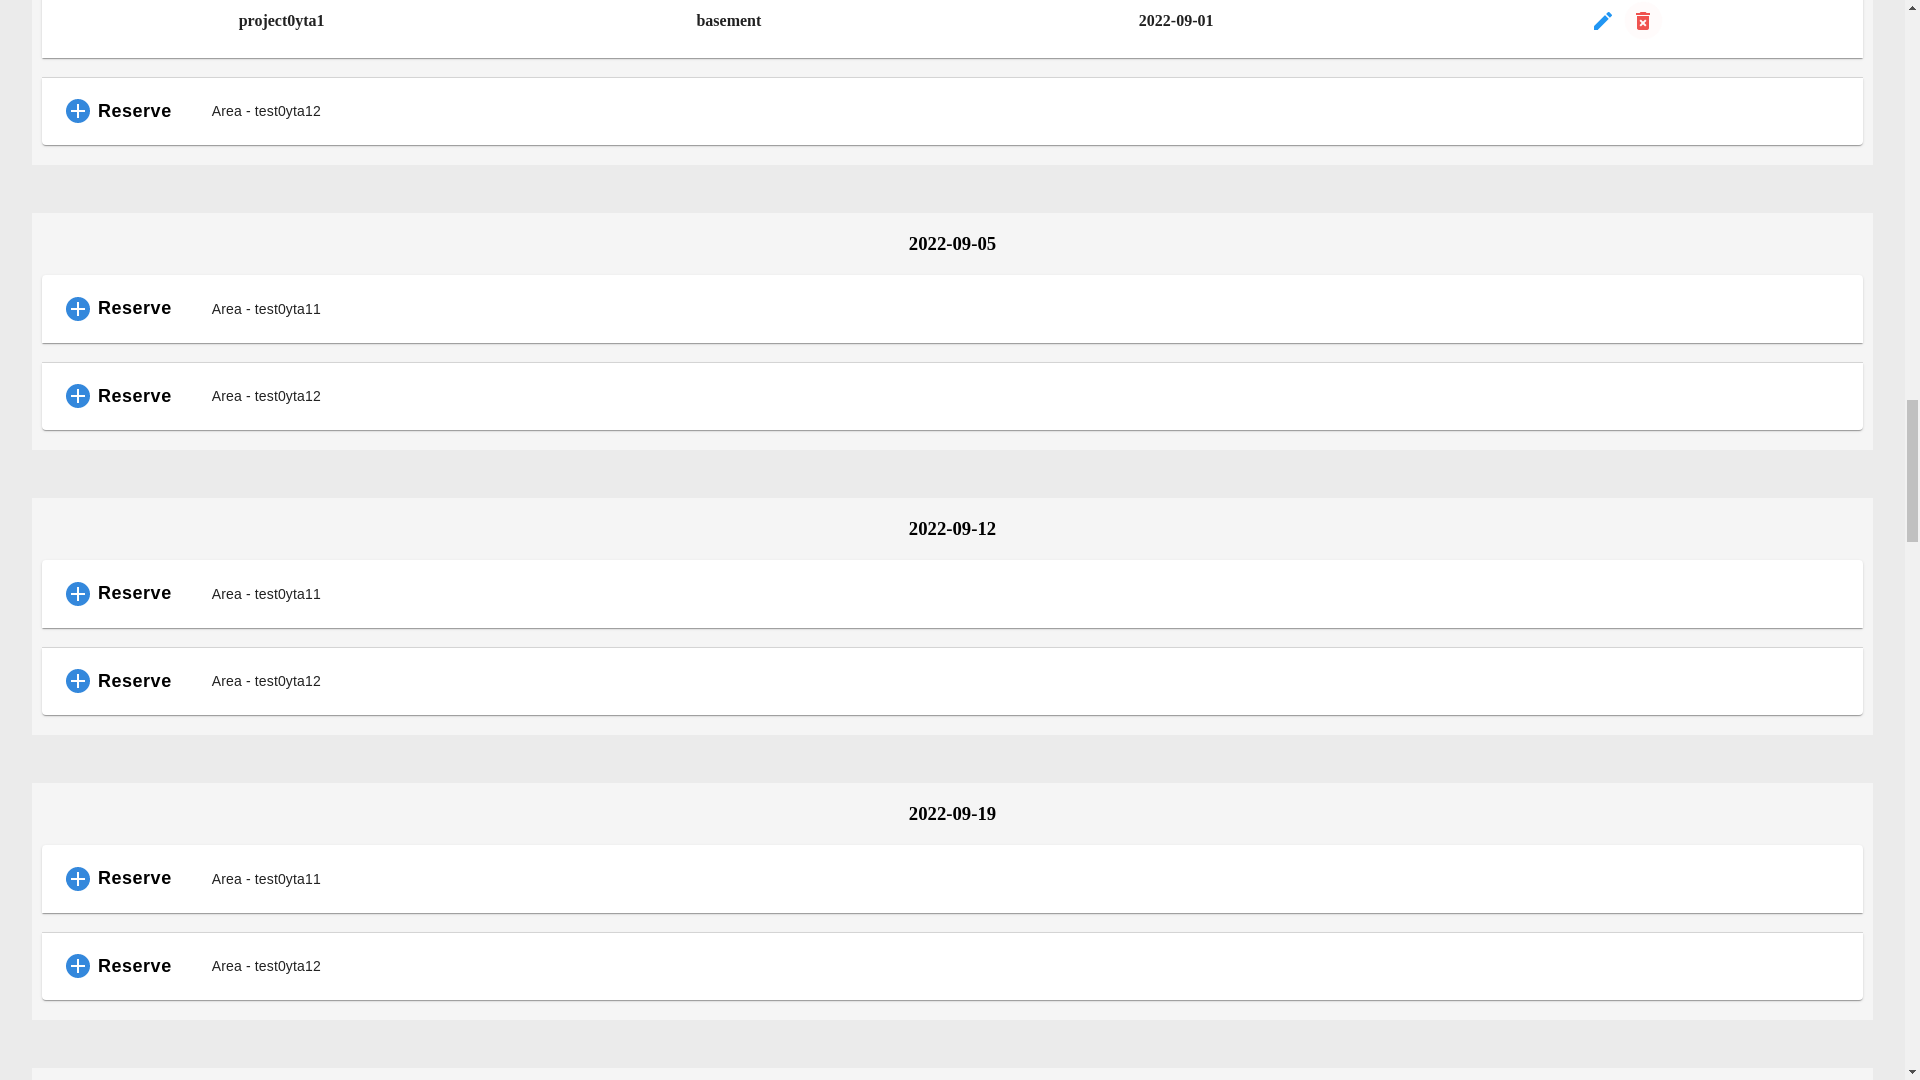 project0yta1 basement 2022-09-01
Reserve Area - test0yta12
2022-09-05
Reserve Area - test0yta11
Reserve Area - test0yta12
2022-09-12
Reserve Area - test0yta11
Reserve Area - test0yta12
2022-09-19
Reserve Area - test0yta11
Reserve Area - test0yta12